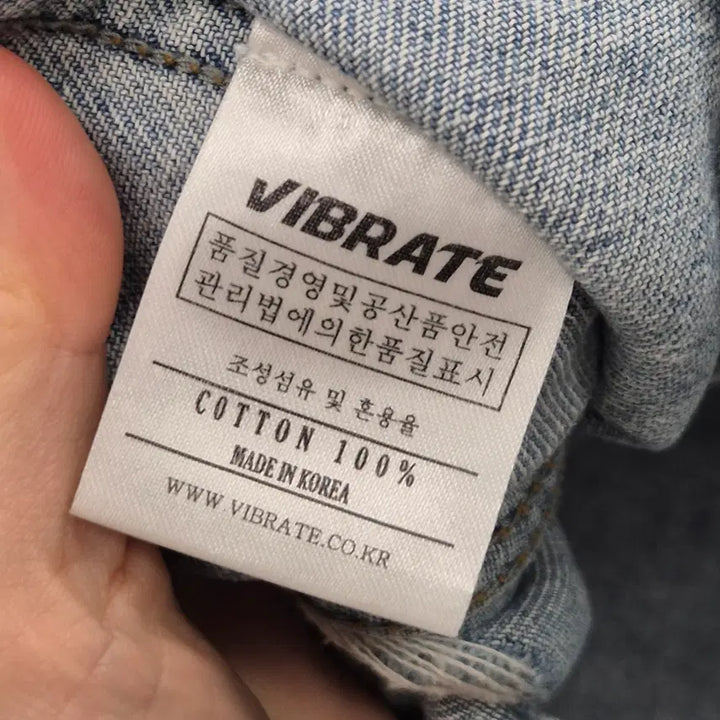 VIBRATE
품질경영및공산품안전
관리법에의한품질표시
조성섬유 및 혼용율
COTTON 100%
MADE IN KOREA
WWW VIBRATE.CO.KR